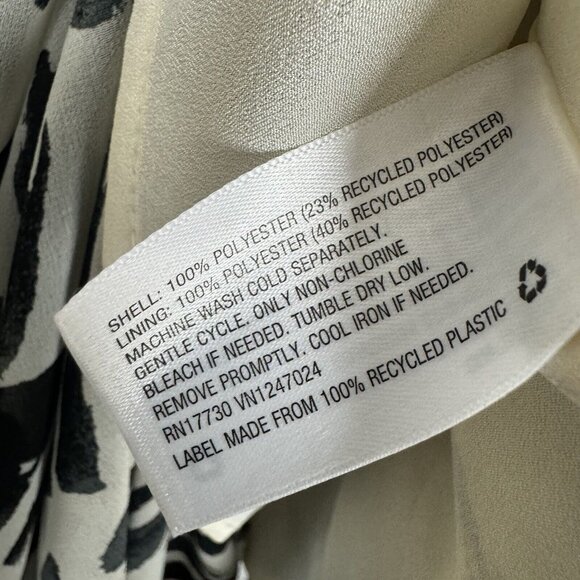 SHELL: 100% POLYESTER (23% RECYCLED POLYESTER)
LINING: 100% POLYESTER (40% RECYCLED POLYESTER)
MACHINE WASH COLD SEPARATELY.
GENTLE CYCLE. ONLY NON-CHLORINE
BLEACH IF NEEDED. TUMBLE DRY LOW.
REMOVE PROMPTLY. COOL IRON IF NEEDED.
RN17730 VN1247024
LABEL MADE FROM 100% RECYCLED PLASTIC